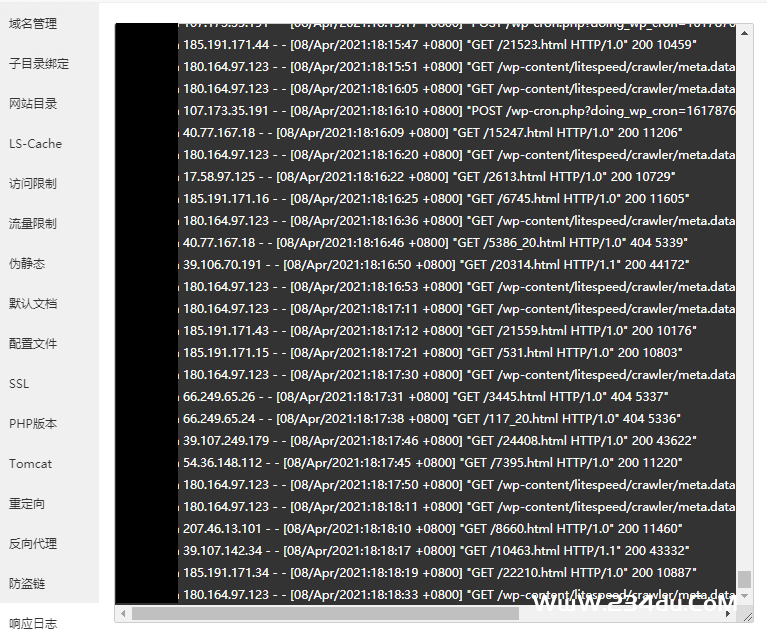 域名管理
子目录绑定
网站目录
LS-Cache
访问限制
流量限制
伪静态
默认文档
配置文件
SSL
PHP版本
Tomcat
重定向
反向代理
防盗链
响应日志
107.173.35.191 - - [08/Apr/2021:18:15:17 +0800] "POST /wp-cron.php?doing_wp_cron=1617876
185.191.171.44 - - [08/Apr/2021:18:15:47 +0800] "GET /21523.html HTTP/1.0" 200 10459"
180.164.97.123 - - [08/Apr/2021:18:15:51 +0800] "GET /wp-content/litespeed/crawler/meta.data
180.164.97.123 - - [08/Apr/2021:18:16:05 +0800] "GET /wp-content/litespeed/crawler/meta.data
107.173.35.191 - - [08/Apr/2021:18:16:10 +0800] "POST /wp-cron.php?doing_wp_cron=1617876
40.77.167.18 - - [08/Apr/2021:18:16:09 +0800] "GET /15247.html HTTP/1.0" 200 11206"
180.164.97.123 - - [08/Apr/2021:18:16:20 +0800] "GET /wp-content/litespeed/crawler/meta.data
17.58.97.125 - - [08/Apr/2021:18:16:22 +0800] "GET /2613.html HTTP/1.0" 200 10729"
185.191.171.16 - - [08/Apr/2021:18:16:25 +0800] "GET /6745.html HTTP/1.0" 200 11605"
180.164.97.123 - - [08/Apr/2021:18:16:36 +0800] "GET /wp-content/litespeed/crawler/meta.data
40.77.167.18 - - [08/Apr/2021:18:16:46 +0800] "GET /5386_20.html HTTP/1.0" 404 5339"
39.106.70.191 - - [08/Apr/2021:18:16:50 +0800] "GET /20314.html HTTP/1.1" 200 44172"
180.164.97.123 - - [08/Apr/2021:18:16:53 +0800] "GET /wp-content/litespeed/crawler/meta.data
180.164.97.123 - - [08/Apr/2021:18:17:11 +0800] "GET /wp-content/litespeed/crawler/meta.data
185.191.171.43 - - [08/Apr/2021:18:17:12 +0800] "GET /21559.html HTTP/1.0" 200 10176"
185.191.171.15 - - [08/Apr/2021:18:17:21 +0800] "GET /531.html HTTP/1.0" 200 10803"
180.164.97.123 - - [08/Apr/2021:18:17:30 +0800] "GET /wp-content/litespeed/crawler/meta.data
66.249.65.26 - - [08/Apr/2021:18:17:31 +0800] "GET /3445.html HTTP/1.0" 404 5337"
66.249.65.24 - - [08/Apr/2021:18:17:38 +0800] "GET /117_20.html HTTP/1.0" 404 5336"
39.107.249.179 - - [08/Apr/2021:18:17:46 +0800] "GET /24408.html HTTP/1.0" 200 43622"
54.36.148.112 - - [08/Apr/2021:18:17:45 +0800] "GET /7395.html HTTP/1.0" 200 11220"
180.164.97.123 - - [08/Apr/2021:18:17:50 +0800] "GET /wp-content/litespeed/crawler/meta.data
180.164.97.123 - - [08/Apr/2021:18:18:11 +0800] "GET /wp-content/litespeed/crawler/meta.data
207.46.13.101 - - [08/Apr/2021:18:18:10 +0800] "GET /8660.html HTTP/1.0" 200 11460"
39.107.142.34 - - [08/Apr/2021:18:18:17 +0800] "GET /10463.html HTTP/1.1" 200 43332"
185.191.171.34 - - [08/Apr/2021:18:18:19 +0800] "GET /22210.html HTTP/1.0" 200 10887"
180.164.97.123 - - [08/Apr/2021:18:18:33 +0800] "GET /wp-content/litespeed/crawler/meta.data
WwW.234du.CoM